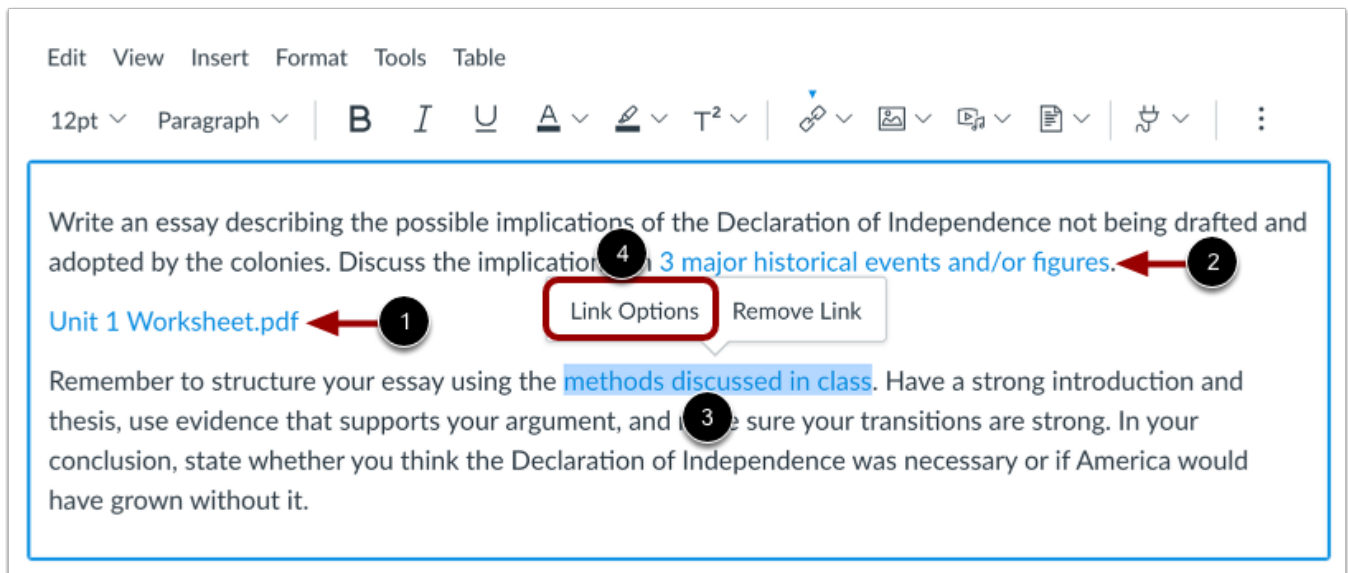 Edit View Insert Format Tools Table
12pt Paragraph B I U A T²
Write an essay describing the possible implications of the Declaration of Independence not being drafted and
4
adopted by the colonies. Discuss the 3 major historical events and/or figures. 2
Link Options Remove Link
Unit 1 Worksheet.pdf 1
Remember to structure your essay using the methods discussed in class. Have a strong introduction and
thesis, use evidence that supports your argument, and 3 sure your transitions are strong. In your
conclusion, state whether you think the Declaration of Independence was necessary or if America would
have grown without it.